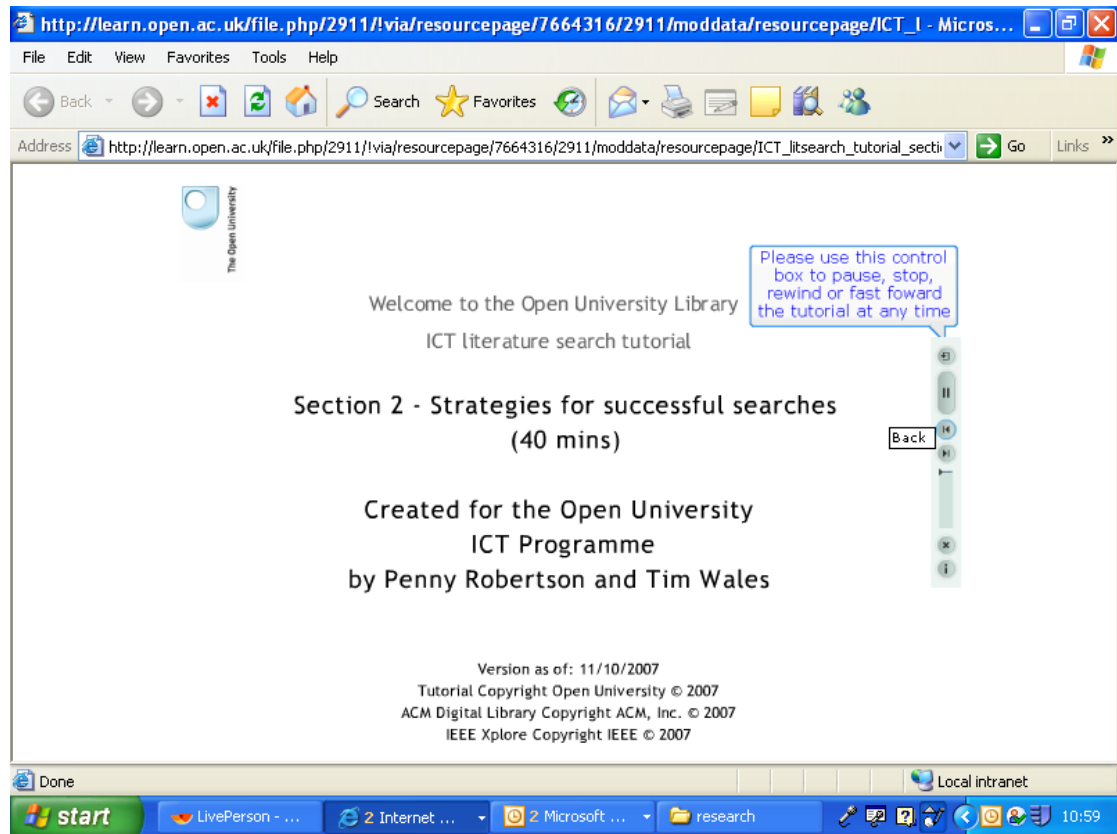 http://learn.open.ac.uk/file.php/2911/!via/resourcepage/7664316/2911/moddata/resourcepage/ICT_l - Micros...
File Edit View Favorites Tools Help
Back Search Favorites
Address http://learn.open.ac.uk/file.php/2911/!via/resourcepage/7664316/2911/moddata/resourcepage/ICT_litsearch_tutorial_secti Go Links »
The Open University
Please use this control
box to pause, stop,
rewind or fast foward
the tutorial at any time
Welcome to the Open University Library
ICT literature search tutorial
Section 2 - Strategies for successful searches
(40 mins)
Back
Created for the Open University
ICT Programme
by Penny Robertson and Tim Wales
Version as of: 11/10/2007
Tutorial Copyright Open University © 2007
ACM Digital Library Copyright ACM, Inc. © 2007
IEEE Xplore Copyright IEEE © 2007
Done Local intranet
start LivePerson - ... 2 Internet ... 2 Microsoft ... research 10:59